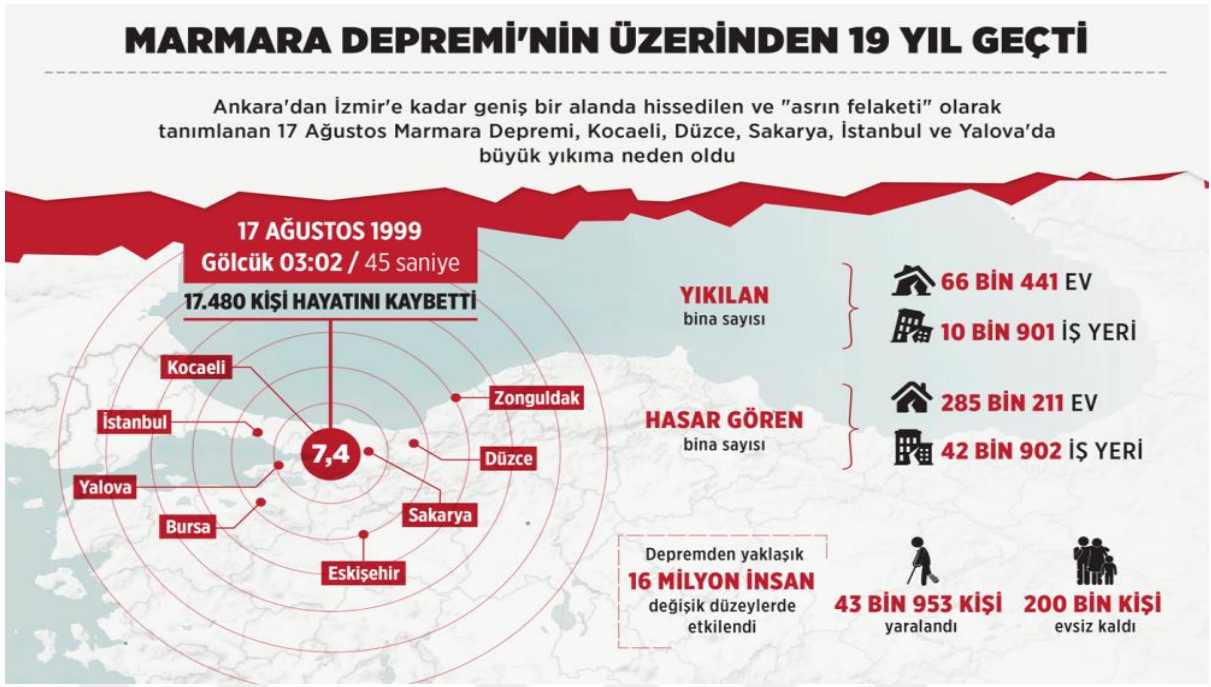 MARMARA DEPREMİ'NİN ÜZERİNDEN 19 YIL GEÇTİ
Ankara'dan İzmir'e kadar geniş bir alanda hissedilen ve "asrın felaketi" olarak
tanımlanan 17 Ağustos Marmara Depremi, Kocaeli, Düzce, Sakarya, İstanbul ve Yalova'da
büyük yıkıma neden oldu
17 AĞUSTOS 1999
Gölcük 03:02 / 45 saniye
17.480 KİŞİ HAYATINI KAYBETTİ
Kocaeli
Zonguldak
İstanbul
7,4
Düzce
Yalova
Sakarya
Bursa
Eskişehir
YIKILAN
bina sayısı
66 BİN 441 EV
10 BİN 901 İŞ YERİ
HASAR GÖREN
bina sayısı
285 BİN 211 EV
42 BİN 902 İŞ YERİ
Depremden yaklaşık
16 MİLYON İNSAN
değişik düzeylerde
etkilendi
43 BİN 953 KİŞİ
yaralandı
200 BİN KİŞİ
evsiz kaldı